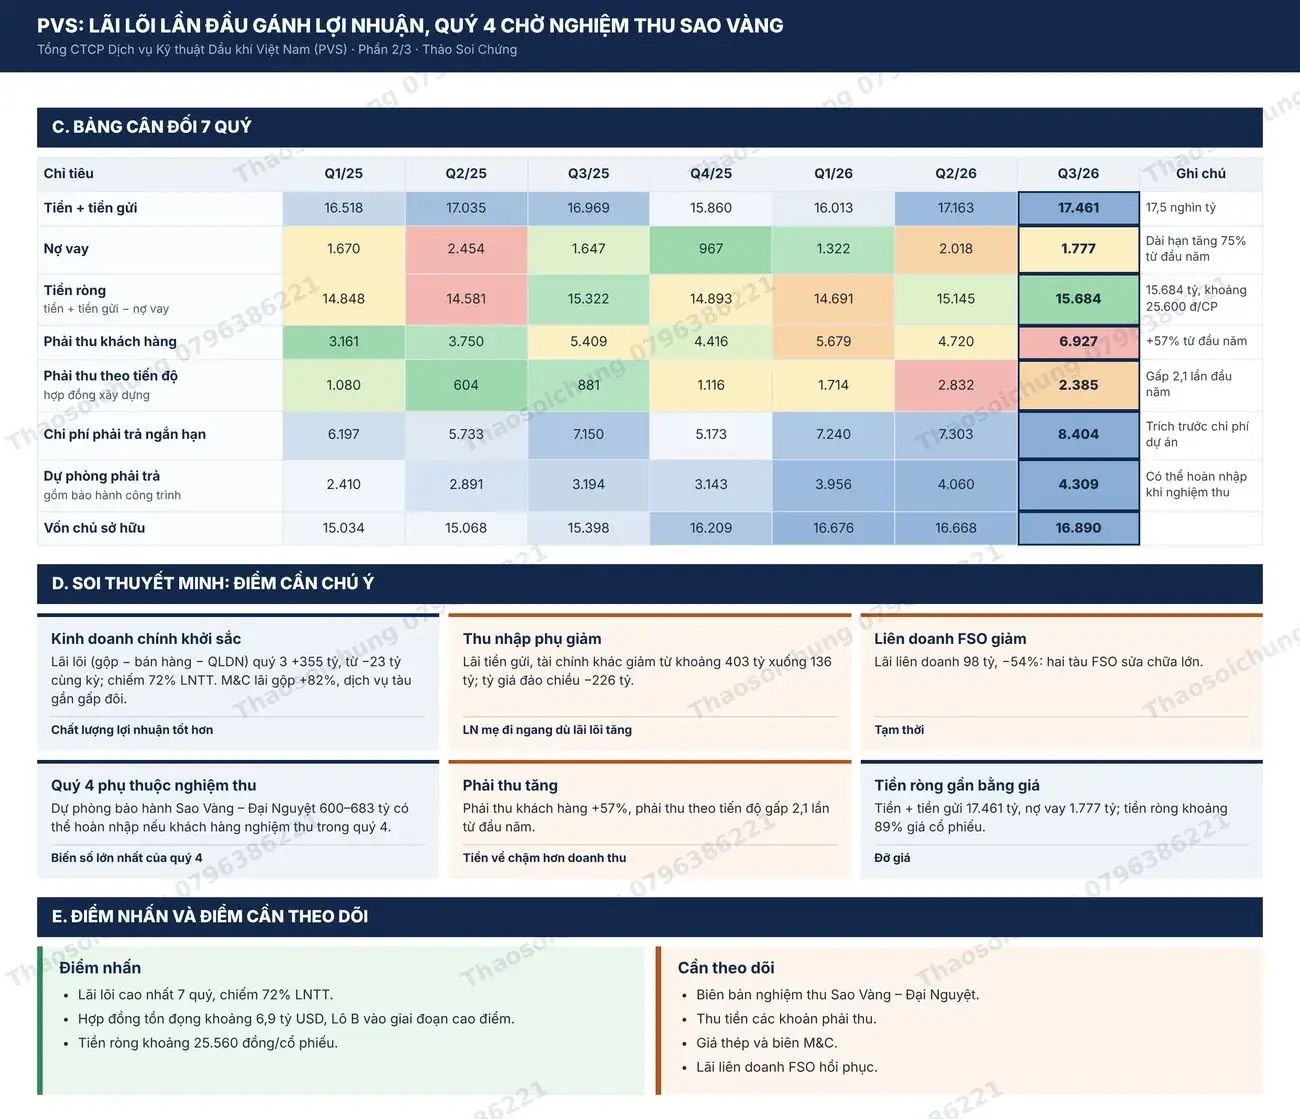 PVS: LÃI LÕI LẦN ĐẦU GÁNH LỢI NHUẬN, QUÝ 4 CHỜ NGHIỆM THU SAO VÀNG
Tổng CTCP Dịch vụ Kỹ thuật Dầu khí Việt Nam (PVS) · Phần 2/3 · Thảo Soi Chứng
C. BẢNG CÂN ĐỐI 7 QUÝ
Chỉ tiêu Q1/25 Q2/25 Q3/25 Q4/25 Q1/26 Q2/26 Q3/26 Ghi chú
Tiền + tiền gửi 16.518 17.035 16.969 15.860 16.013 17.163 17.461 17,5 nghìn tỷ
Nợ vay 1.670 2.454 1.647 967 1.322 2.018 1.777 Dài hạn tăng 75%
từ đầu năm
Tiền ròng
tiền + tiền gửi − nợ vay 14.848 14.581 15.322 14.893 14.691 15.145 15.684 15.684 tỷ, khoảng
25.600 đ/CP
Phải thu khách hàng 3.161 3.750 5.409 4.416 5.679 4.720 6.927 +57% từ đầu năm
Phải thu theo tiến độ
hợp đồng xây dựng 1.080 604 881 1.116 1.714 2.832 2.385 Gấp 2,1 lần đầu
năm
Chi phí phải trả ngắn hạn 6.197 5.733 7.150 5.173 7.240 7.303 8.404 Trích trước chi phí
dự án
Dự phòng phải trả
gồm bảo hành công trình 2.410 2.891 3.194 3.143 3.956 4.060 4.309 Có thể hoàn nhập
khi nghiệm thu
Vốn chủ sở hữu 15.034 15.068 15.398 16.209 16.676 16.668 16.890
D. SOI THUYẾT MINH: ĐIỂM CẦN CHÚ Ý
Kinh doanh chính khởi sắc
Lãi lõi (gộp − bán hàng − QLDN) quý 3 +355 tỷ, từ −23 tỷ
cùng kỳ; chiếm 72% LNTT. M&C lãi gộp +82%, dịch vụ tàu
gần gấp đôi.
Chất lượng lợi nhuận tốt hơn
Thu nhập phụ giảm
Lãi tiền gửi, tài chính khác giảm từ khoảng 403 tỷ xuống 136
tỷ; tỷ giá đảo chiều −226 tỷ.
LN mẹ đi ngang dù lãi lõi tăng
Liên doanh FSO giảm
Lãi liên doanh 98 tỷ, −54%: hai tàu FSO sửa chữa lớn.
Tạm thời
Quý 4 phụ thuộc nghiệm thu
Dự phòng bảo hành Sao Vàng – Đại Nguyệt 600–683 tỷ có
thể hoàn nhập nếu khách hàng nghiệm thu trong quý 4.
Biến số lớn nhất của quý 4
Phải thu tăng
Phải thu khách hàng +57%, phải thu theo tiến độ gấp 2,1 lần
từ đầu năm.
Tiền về chậm hơn doanh thu
Tiền ròng gần bằng giá
Tiền + tiền gửi 17.461 tỷ, nợ vay 1.777 tỷ; tiền ròng khoảng
89% giá cổ phiếu.
Đỡ giá
E. ĐIỂM NHẤN VÀ ĐIỂM CẦN THEO DÕI
Điểm nhấn
• Lãi lõi cao nhất 7 quý, chiếm 72% LNTT.
• Hợp đồng tồn đọng khoảng 6,9 tỷ USD, Lô B vào giai đoạn cao điểm.
• Tiền ròng khoảng 25.560 đồng/cổ phiếu.
Cần theo dõi
• Biên bản nghiệm thu Sao Vàng – Đại Nguyệt.
• Thu tiền các khoản phải thu.
• Giá thép và biên M&C.
• Lãi liên doanh FSO hồi phục.
Thaosoichung 0796386221